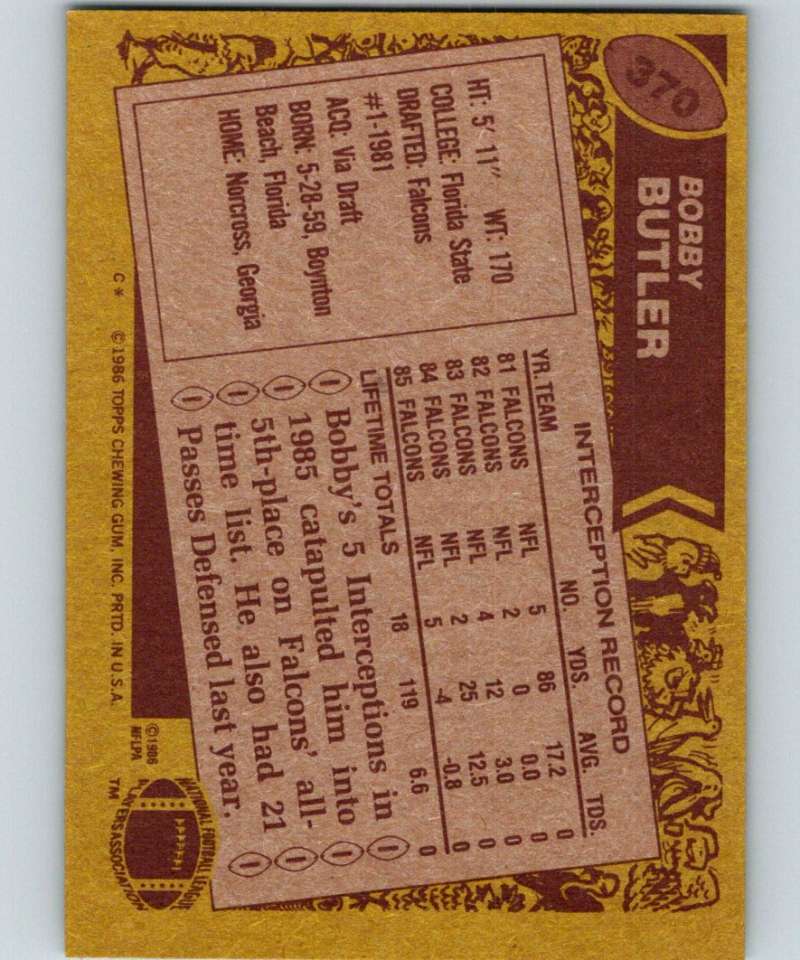 370
BOBBY
BUTLER
HT: 5' 11" WT: 170
COLLEGE: Florida State
DRAFTED: Falcons
#1-1981
ACQ: Via Draft
BORN: 5-28-59, Boynton
Beach, Florida
HOME: Norcross, Georgia
INTERCEPTION RECORD
YR. TEAM NO. YDS. AVG. TDS.
81 FALCONS NFL 5 86 17.2 0
82 FALCONS NFL 2 0 0.0 0
83 FALCONS NFL 4 12 3.0 0
84 FALCONS NFL 2 25 12.5 0
85 FALCONS NFL 5 -4 -0.8 0
LIFETIME TOTALS 18 119 6.6 0
Bobby's 5 Interceptions in
1985 catapulted him into
5th-place on Falcons' all-
time list. He also had 21
Passes Defensed last year.
C * ©1986 TOPPS CHEWING GUM, INC. PRTD. IN U.S.A.
©1986
NFLPA
NATIONAL FOOTBALL LEAGUE
PLAYERS ASSOCIATION
TM